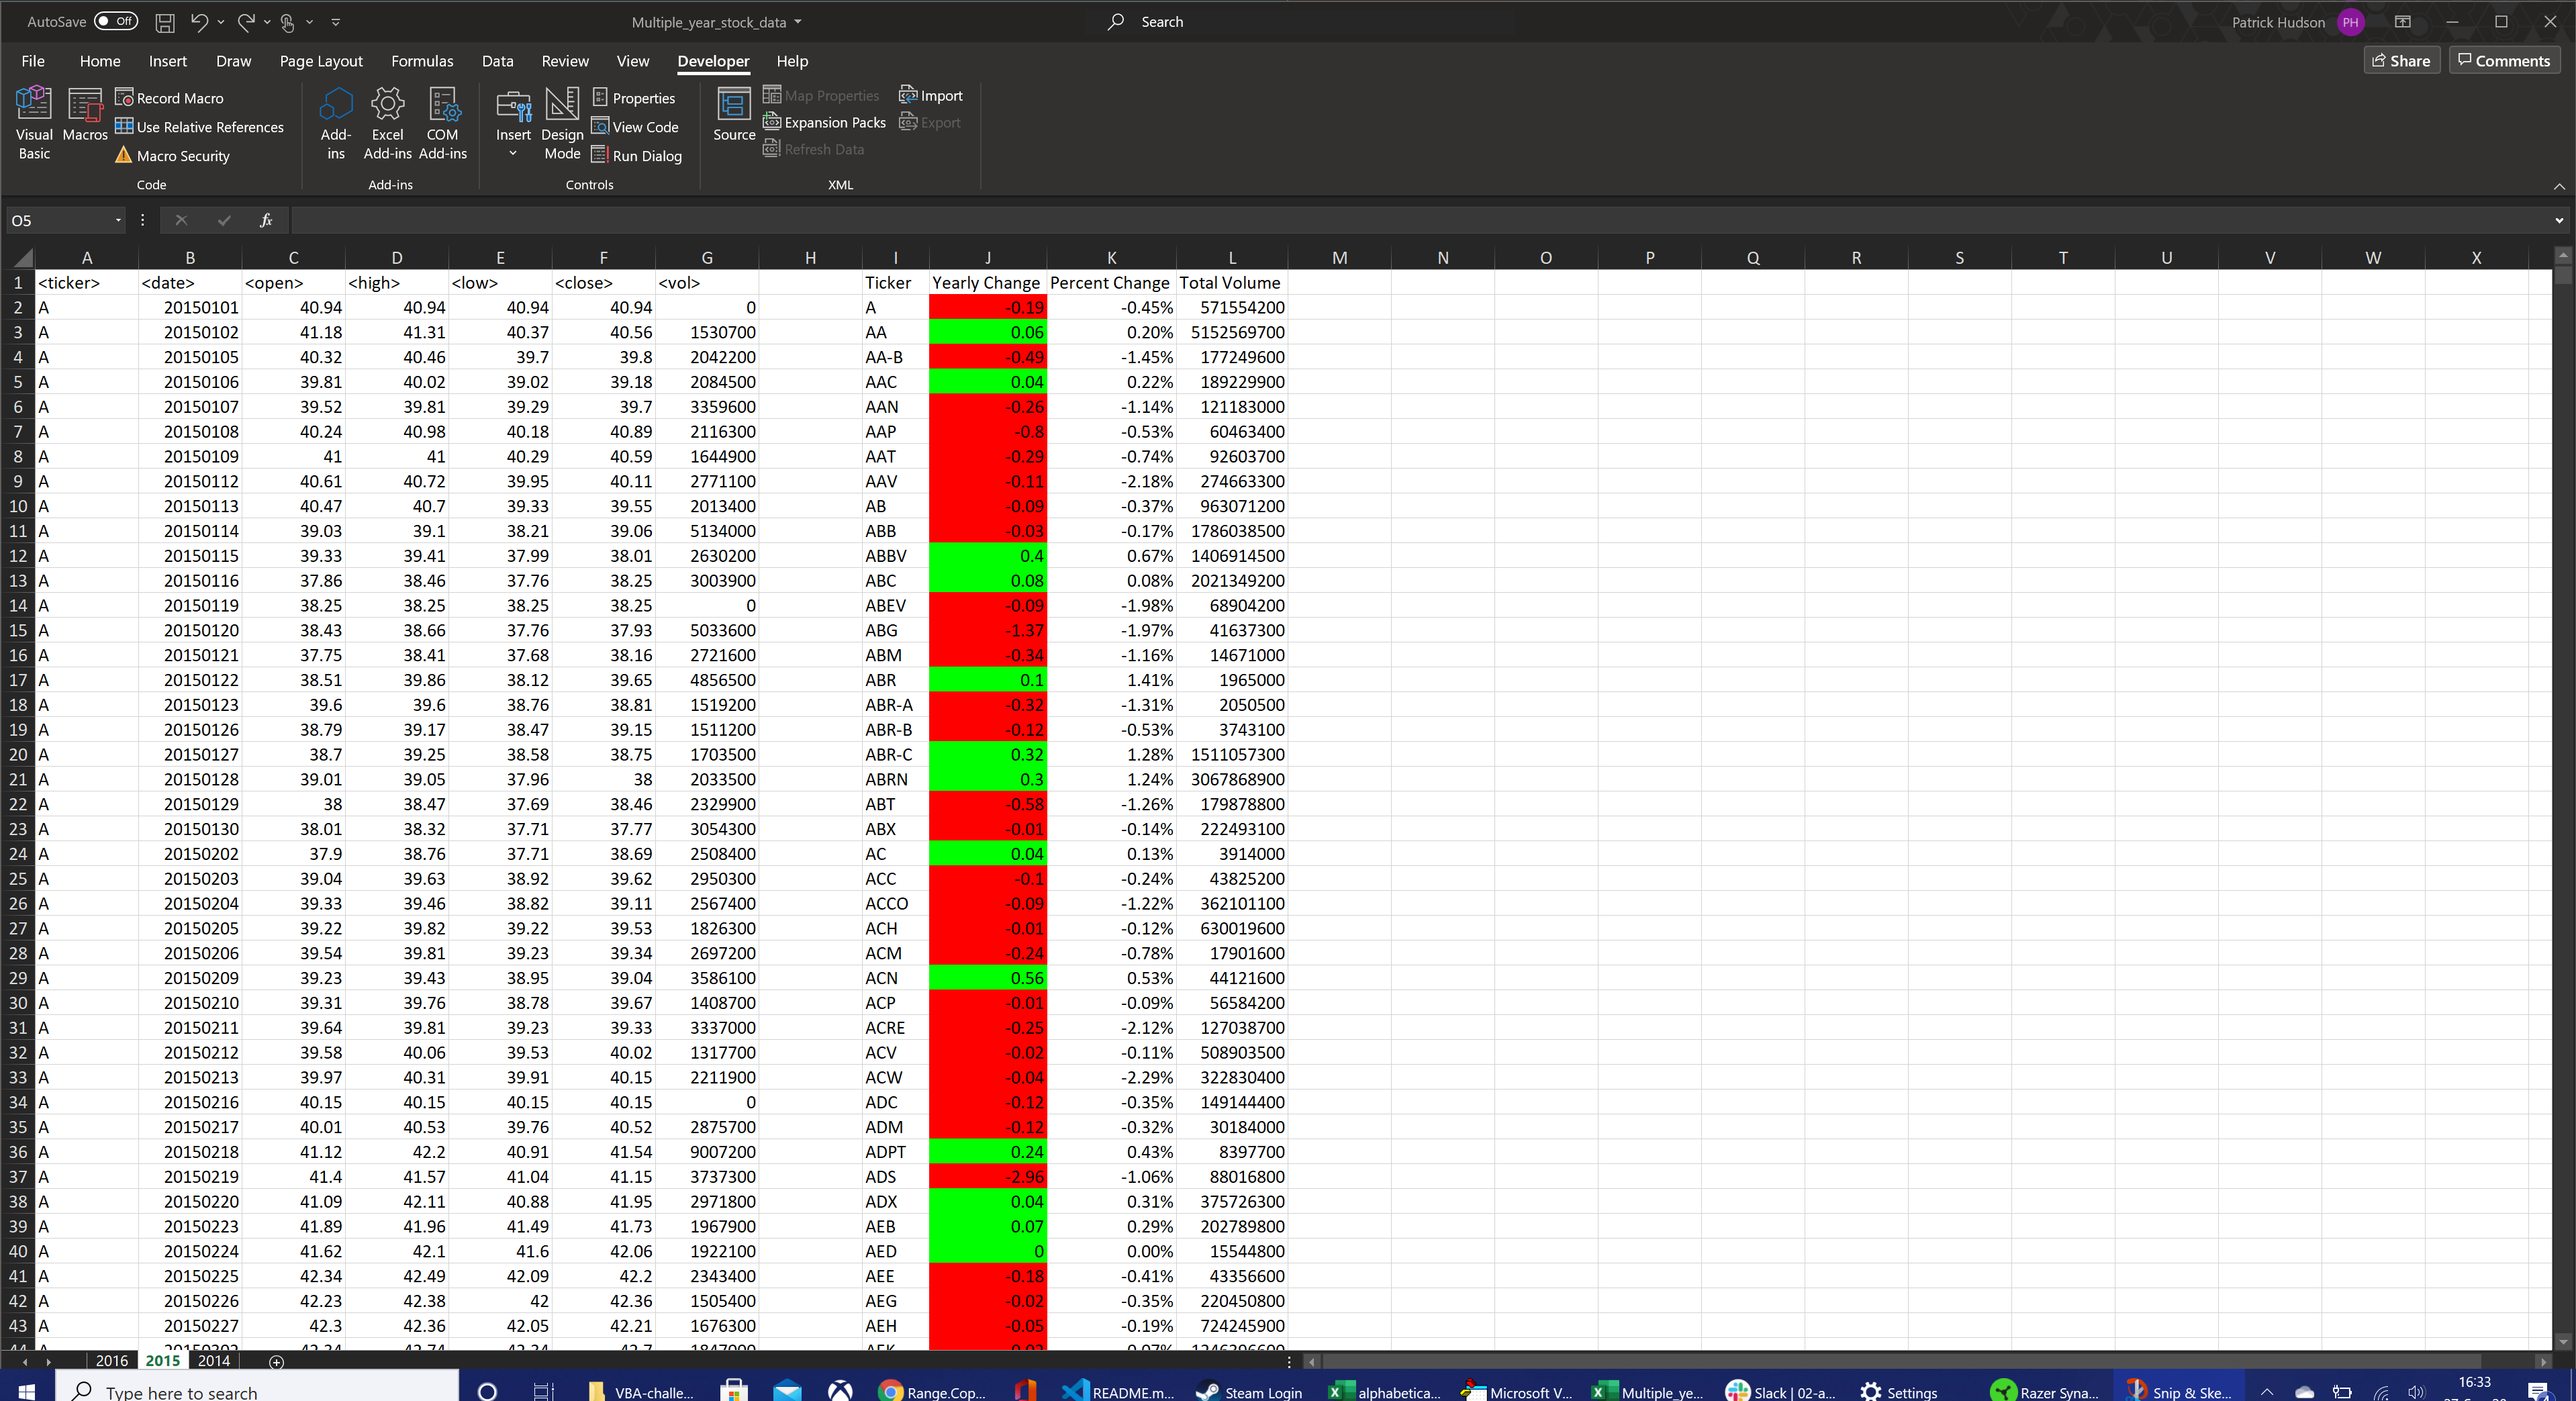 AutoSave Off Multiple_year_stock_data Search Patrick Hudson PH
File Home Insert Draw Page Layout Formulas Data Review View Developer Help Share Comments
Visual Basic Macros Record Macro Use Relative References Macro Security Add-ins Excel Add-ins COM Add-ins Insert Design Mode Properties View Code Run Dialog Source Map Properties Expansion Packs Refresh Data Import Export
Code Add-ins Controls XML
O5 fx
A B C D E F G H I J K L M N O P Q R S T U V W X
1 <ticker> <date> <open> <high> <low> <close> <vol> Ticker Yearly Change Percent Change Total Volume
2 A 20150101 40.94 40.94 40.94 40.94 0 A -0.19 -0.45% 571554200
3 A 20150102 41.18 41.31 40.37 40.56 1530700 AA 0.06 0.20% 5152569700
4 A 20150105 40.32 40.46 39.7 39.8 2042200 AA-B -0.49 -1.45% 177249600
5 A 20150106 39.81 40.02 39.02 39.18 2084500 AAC 0.04 0.22% 189229900
6 A 20150107 39.52 39.81 39.29 39.7 3359600 AAN -0.26 -1.14% 121183000
7 A 20150108 40.24 40.98 40.18 40.89 2116300 AAP -0.8 -0.53% 60463400
8 A 20150109 41 41 40.29 40.59 1644900 AAT -0.29 -0.74% 92603700
9 A 20150112 40.61 40.72 39.95 40.11 2771100 AAV -0.11 -2.18% 274663300
10 A 20150113 40.47 40.7 39.33 39.55 2013400 AB -0.09 -0.37% 963071200
11 A 20150114 39.03 39.1 38.21 39.06 5134000 ABB -0.03 -0.17% 1786038500
12 A 20150115 39.33 39.41 37.99 38.01 2630200 ABBV 0.4 0.67% 1406914500
13 A 20150116 37.86 38.46 37.76 38.25 3003900 ABC 0.08 0.08% 2021349200
14 A 20150119 38.25 38.25 38.25 38.25 0 ABEV -0.09 -1.98% 68904200
15 A 20150120 38.43 38.66 37.76 37.93 5033600 ABG -1.37 -1.97% 41637300
16 A 20150121 37.75 38.41 37.68 38.16 2721600 ABM -0.34 -1.16% 14671000
17 A 20150122 38.51 39.86 38.12 39.65 4856500 ABR 0.1 1.41% 1965000
18 A 20150123 39.6 39.6 38.76 38.81 1519200 ABR-A -0.32 -1.31% 2050500
19 A 20150126 38.79 39.17 38.47 39.15 1511200 ABR-B -0.12 -0.53% 3743100
20 A 20150127 38.7 39.25 38.58 38.75 1703500 ABR-C 0.32 1.28% 1511057300
21 A 20150128 39.01 39.05 37.96 38 2033500 ABRN 0.3 1.24% 3067868900
22 A 20150129 38 38.47 37.69 38.46 2329900 ABT -0.58 -1.26% 179878800
23 A 20150130 38.01 38.32 37.71 37.77 3054300 ABX -0.01 -0.14% 222493100
24 A 20150202 37.9 38.76 37.71 38.69 2508400 AC 0.04 0.13% 3914000
25 A 20150203 39.04 39.63 38.92 39.62 2950300 ACC -0.1 -0.24% 43825200
26 A 20150204 39.33 39.46 38.82 39.11 2567400 ACCO -0.09 -1.22% 362101100
27 A 20150205 39.22 39.82 39.22 39.53 1826300 ACH -0.01 -0.12% 630019600
28 A 20150206 39.54 39.81 39.23 39.34 2697200 ACM -0.24 -0.78% 17901600
29 A 20150209 39.23 39.43 38.95 39.04 3586100 ACN 0.56 0.53% 44121600
30 A 20150210 39.31 39.76 38.78 39.67 1408700 ACP -0.01 -0.09% 56584200
31 A 20150211 39.64 39.81 39.23 39.33 3337000 ACRE -0.25 -2.12% 127038700
32 A 20150212 39.58 40.06 39.53 40.02 1317700 ACV -0.02 -0.11% 508903500
33 A 20150213 39.97 40.31 39.91 40.15 2211900 ACW -0.04 -2.29% 322830400
34 A 20150216 40.15 40.15 40.15 40.15 0 ADC -0.12 -0.35% 149144400
35 A 20150217 40.01 40.53 39.76 40.52 2875700 ADM -0.12 -0.32% 30184000
36 A 20150218 41.12 42.2 40.91 41.54 9007200 ADPT 0.24 0.43% 8397700
37 A 20150219 41.4 41.57 41.04 41.15 3737300 ADS -2.96 -1.06% 88016800
38 A 20150220 41.09 42.11 40.88 41.95 2971800 ADX 0.04 0.31% 375726300
39 A 20150223 41.89 41.96 41.49 41.73 1967900 AEB 0.07 0.29% 202789800
40 A 20150224 41.62 42.1 41.6 42.06 1922100 AED 0 0.00% 15544800
41 A 20150225 42.34 42.49 42.09 42.2 2343400 AEE -0.18 -0.41% 43356600
42 A 20150226 42.23 42.38 42 42.36 1505400 AEG -0.02 -0.35% 220450800
43 A 20150227 42.3 42.36 42.05 42.21 1676300 AEH -0.05 -0.19% 724245900
2016 2015 2014
Type here to search VBA-challe... Range.Cop... README.m... Steam Login alphabetica... Microsoft V... Multiple_ye... Slack | 02-a... Settings Razer Syna... Snip & Ske... 16:33